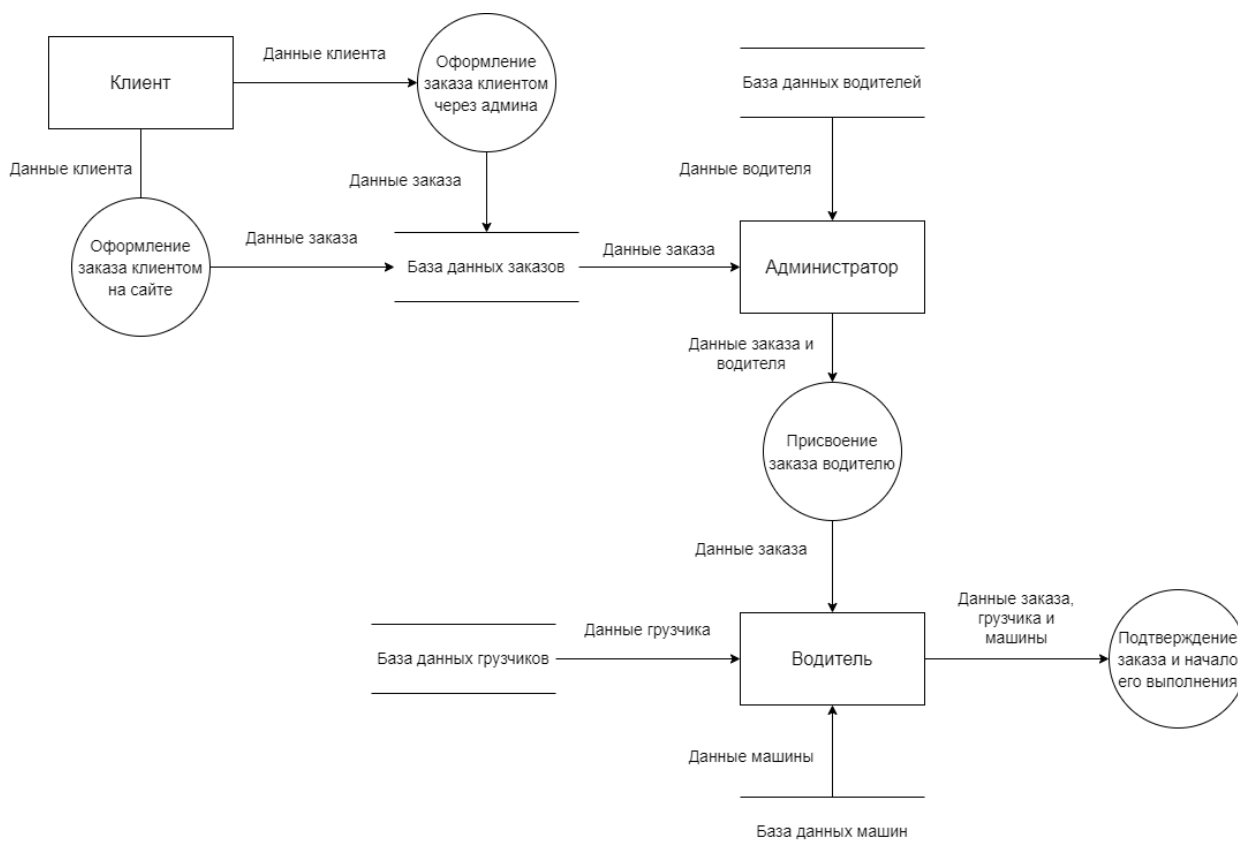 Данные клиента
Клиент
Оформление
заказа клиентом
через админа
База данных водителей
Данные клиента
Данные заказа
Данные водителя
Оформление
заказа клиентом
на сайте
Данные заказа
База данных заказов
Данные заказа
Администратор
Данные заказа и
водителя
Присвоение
заказа водителю
Данные заказа
База данных грузчиков
Данные грузчика
Водитель
Данные заказа,
грузчика и
машины
Подтверждение
заказа и начало
его выполнения
Данные машины
База данных машин